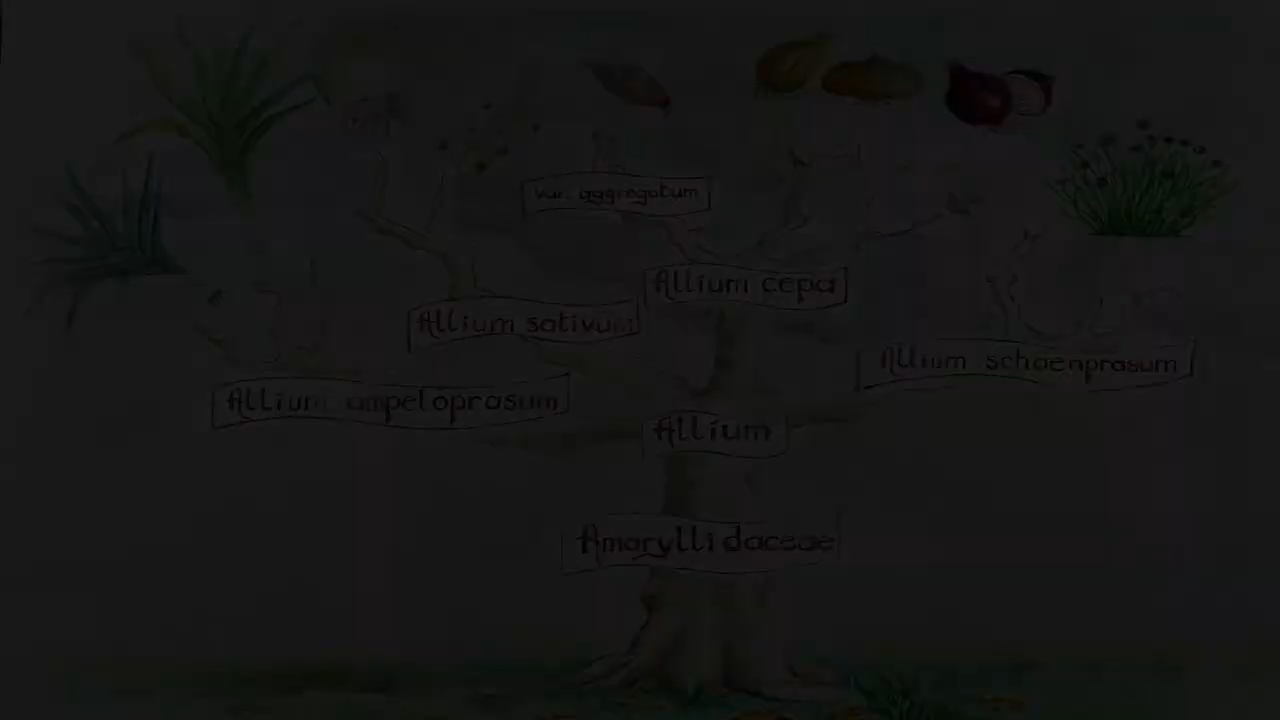 var. aggregatum
Allium cepa
Allium sativum
Allium schoenprasum
Allium ampeloprasum
Allium
Amaryllidaceae